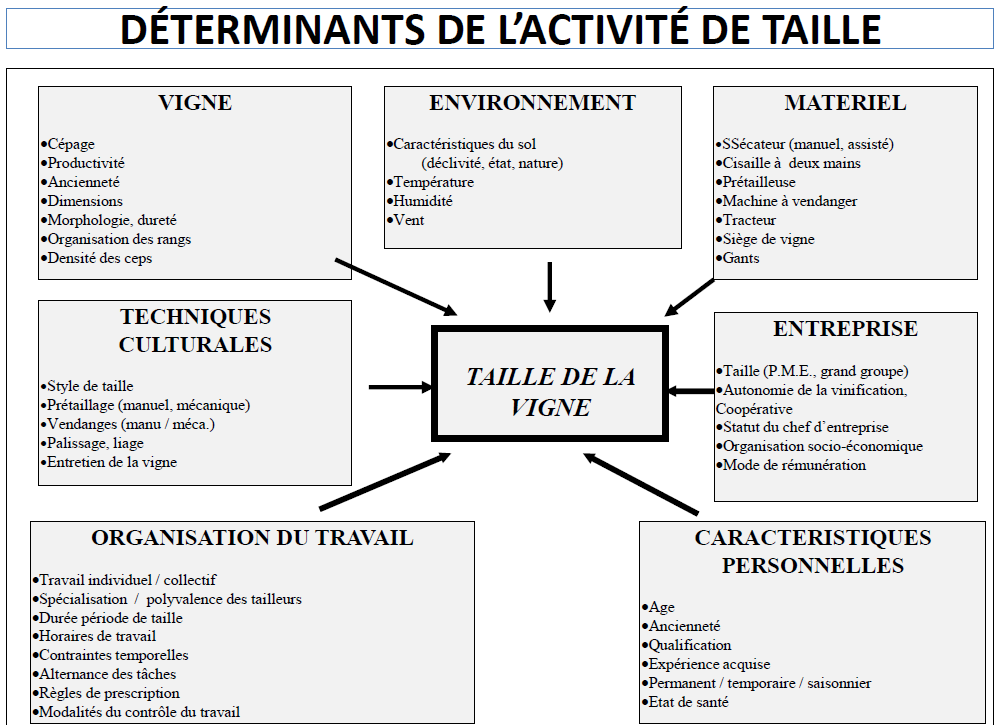 DÉTERMINANTS DE L'ACTIVITÉ DE TAILLE
VIGNE
•Cépage
•Productivité
•Ancienneté
•Dimensions
•Morphologie, dureté
•Organisation des rangs
•Densité des ceps
ENVIRONNEMENT
•Caractéristiques du sol
(déclivité, état, nature)
•Température
•Humidité
•Vent
MATERIEL
•SSécateur (manuel, assisté)
•Cisaille à deux mains
•Prétailleuse
•Machine à vendanger
•Tracteur
•Siège de vigne
•Gants
TECHNIQUES
CULTURALES
•Style de taille
•Prétaillage (manuel, mécanique)
•Vendanges (manu / méca.)
•Palissage, liage
•Entretien de la vigne
TAILLE DE LA
VIGNE
ENTREPRISE
•Taille (P.M.E., grand groupe)
•Autonomie de la vinification,
Coopérative
•Statut du chef d'entreprise
•Organisation socio-économique
•Mode de rémunération
ORGANISATION DU TRAVAIL
•Travail individuel / collectif
•Spécialisation / polyvalence des tailleurs
•Durée période de taille
•Horaires de travail
•Contraintes temporelles
•Alternance des tâches
•Règles de prescription
•Modalités du contrôle du travail
CARACTERISTIQUES
PERSONNELLES
•Age
•Ancienneté
•Qualification
•Expérience acquise
•Permanent / temporaire / saisonnier
•Etat de santé